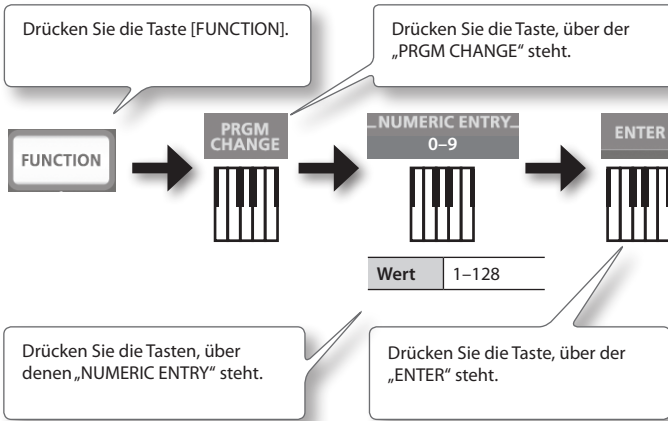 Drücken Sie die Taste [FUNCTION].
Drücken Sie die Taste, über der
„PRGM CHANGE“ steht.
FUNCTION
PRGM
CHANGE
NUMERIC ENTRY
0–9
ENTER
Wert 1–128
Drücken Sie die Tasten, über
denen „NUMERIC ENTRY“ steht.
Drücken Sie die Taste, über der
„ENTER“ steht.